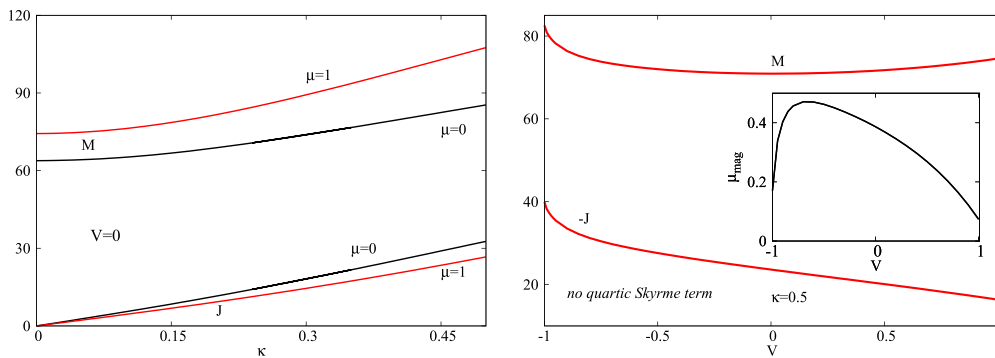 120
90
60
30
0
μ=1
μ=0
M
V=0
μ=0
μ=1
J
0
0.15
0.3
0.45
κ
80
60
40
20
M
-J
no quartic Skyrme term
κ=0.5
-1
-0.5
0
0.5
V
0.4
0.2
0
μmag
-1
0
1
V